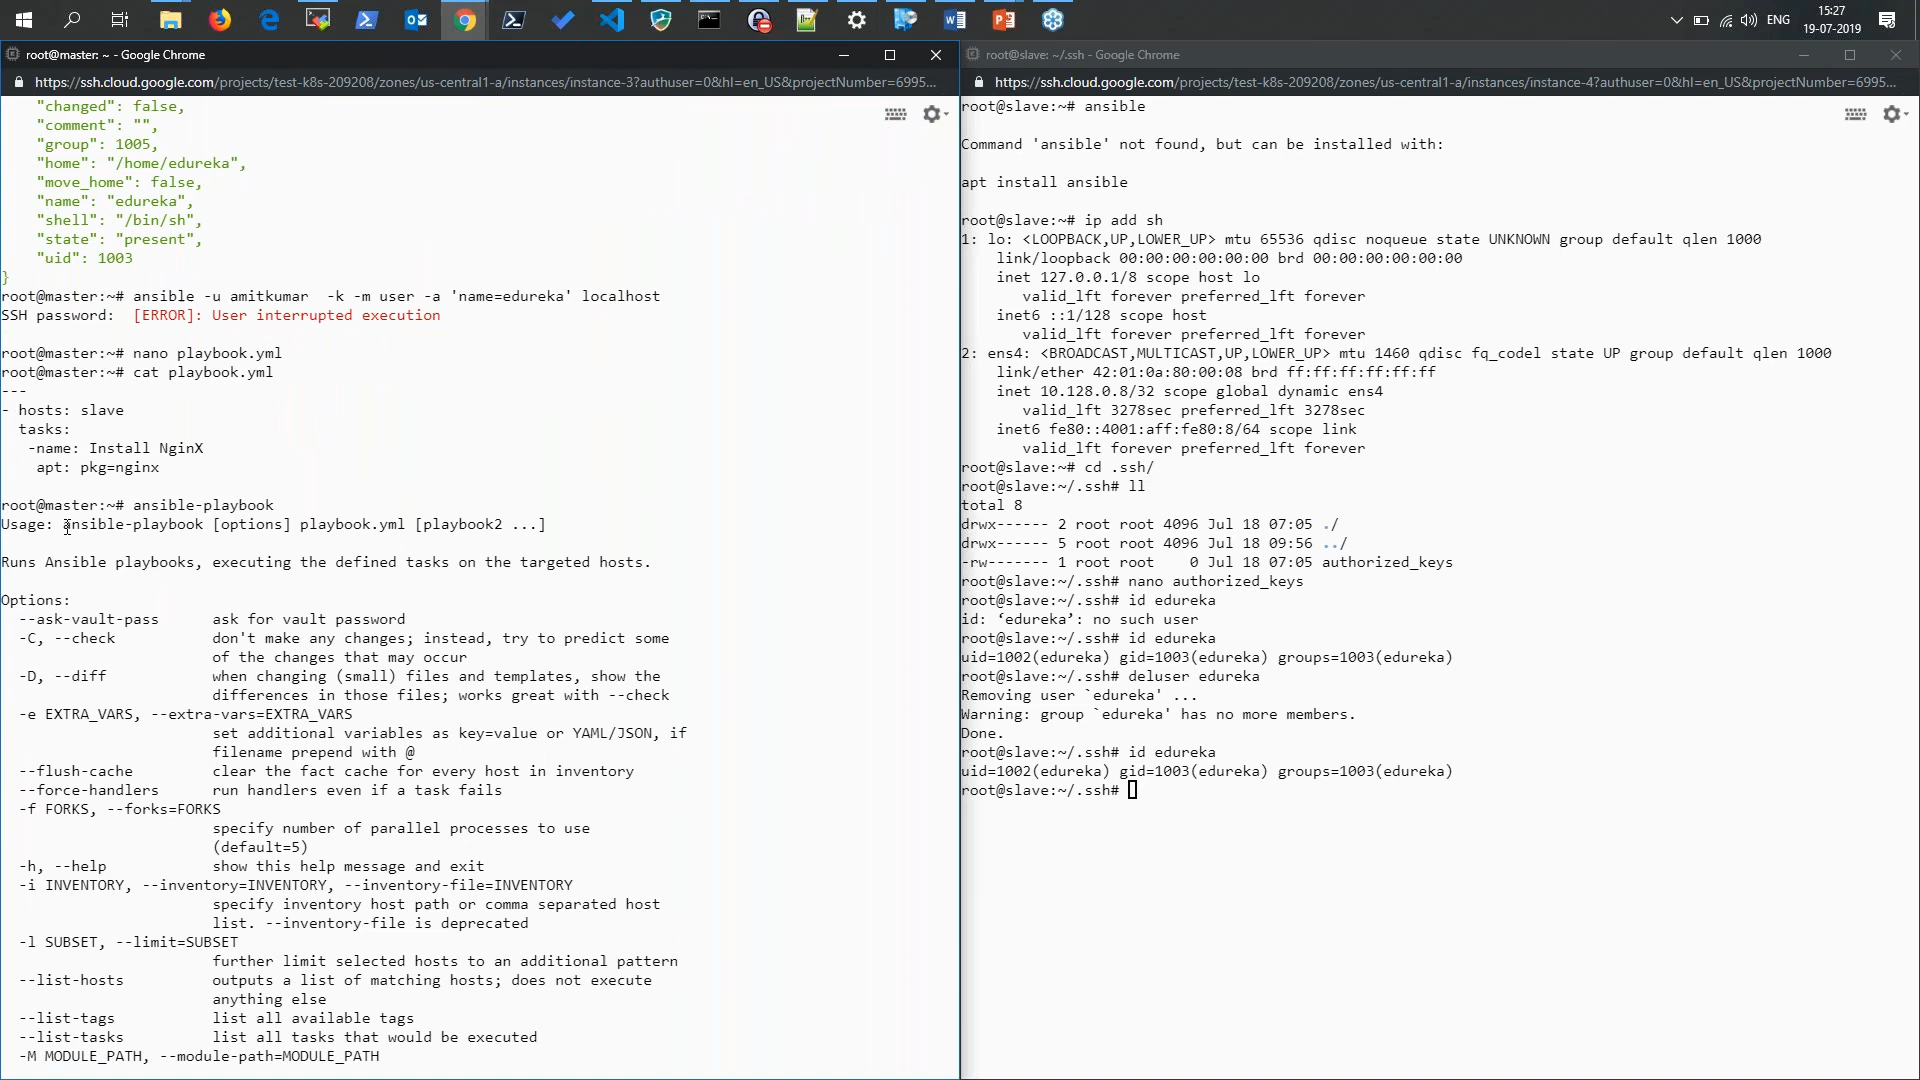 ENG
15:27
19-07-2019
root@master: ~ - Google Chrome
https://ssh.cloud.google.com/projects/test-k8s-209208/zones/us-central1-a/instances/instance-3?authuser=0&hl=en_US&projectNumber=6995...
"changed": false,
"comment": "",
"group": 1005,
"home": "/home/edureka",
"move_home": false,
"name": "edureka",
"shell": "/bin/sh",
"state": "present",
"uid": 1003
}
root@master:~# ansible -u amitkumar  -k -m user -a 'name=edureka' localhost
SSH password:  [ERROR]: User interrupted execution
root@master:~# nano playbook.yml
root@master:~# cat playbook.yml
---
- hosts: slave
  tasks:
   -name: Install NginX
    apt: pkg=nginx
root@master:~# ansible-playbook
Usage: ansible-playbook [options] playbook.yml [playbook2 ...]
Runs Ansible playbooks, executing the defined tasks on the targeted hosts.
Options:
  --ask-vault-pass      ask for vault password
  -C, --check           don't make any changes; instead, try to predict some
                        of the changes that may occur
  -D, --diff            when changing (small) files and templates, show the
                        differences in those files; works great with --check
  -e EXTRA_VARS, --extra-vars=EXTRA_VARS
                        set additional variables as key=value or YAML/JSON, if
                        filename prepend with @
  --flush-cache         clear the fact cache for every host in inventory
  --force-handlers      run handlers even if a task fails
  -f FORKS, --forks=FORKS
                        specify number of parallel processes to use
                        (default=5)
  -h, --help            show this help message and exit
  -i INVENTORY, --inventory=INVENTORY, --inventory-file=INVENTORY
                        specify inventory host path or comma separated host
                        list. --inventory-file is deprecated
  -l SUBSET, --limit=SUBSET
                        further limit selected hosts to an additional pattern
  --list-hosts          outputs a list of matching hosts; does not execute
                        anything else
  --list-tags           list all available tags
  --list-tasks          list all tasks that would be executed
  -M MODULE_PATH, --module-path=MODULE_PATH
root@slave: ~/.ssh - Google Chrome
https://ssh.cloud.google.com/projects/test-k8s-209208/zones/us-central1-a/instances/instance-4?authuser=0&hl=en_US&projectNumber=6995...
root@slave:~# ansible
Command 'ansible' not found, but can be installed with:
apt install ansible
root@slave:~# ip add sh
1: lo: <LOOPBACK,UP,LOWER_UP> mtu 65536 qdisc noqueue state UNKNOWN group default qlen 1000
    link/loopback 00:00:00:00:00:00 brd 00:00:00:00:00:00
    inet 127.0.0.1/8 scope host lo
       valid_lft forever preferred_lft forever
    inet6 ::1/128 scope host
       valid_lft forever preferred_lft forever
2: ens4: <BROADCAST,MULTICAST,UP,LOWER_UP> mtu 1460 qdisc fq_codel state UP group default qlen 1000
    link/ether 42:01:0a:80:00:08 brd ff:ff:ff:ff:ff:ff
    inet 10.128.0.8/32 scope global dynamic ens4
       valid_lft 3278sec preferred_lft 3278sec
    inet6 fe80::4001:aff:fe80:8/64 scope link
       valid_lft forever preferred_lft forever
root@slave:~# cd .ssh/
root@slave:~/.ssh# ll
total 8
drwx------ 2 root root 4096 Jul 18 07:05 ./
drwx------ 5 root root 4096 Jul 18 09:56 ../
-rw------- 1 root root    0 Jul 18 07:05 authorized_keys
root@slave:~/.ssh# nano authorized_keys
root@slave:~/.ssh# id edureka
id: ‘edureka’: no such user
root@slave:~/.ssh# id edureka
uid=1002(edureka) gid=1003(edureka) groups=1003(edureka)
root@slave:~/.ssh# deluser edureka
Removing user `edureka' ...
Warning: group `edureka' has no more members.
Done.
root@slave:~/.ssh# id edureka
uid=1002(edureka) gid=1003(edureka) groups=1003(edureka)
root@slave:~/.ssh#